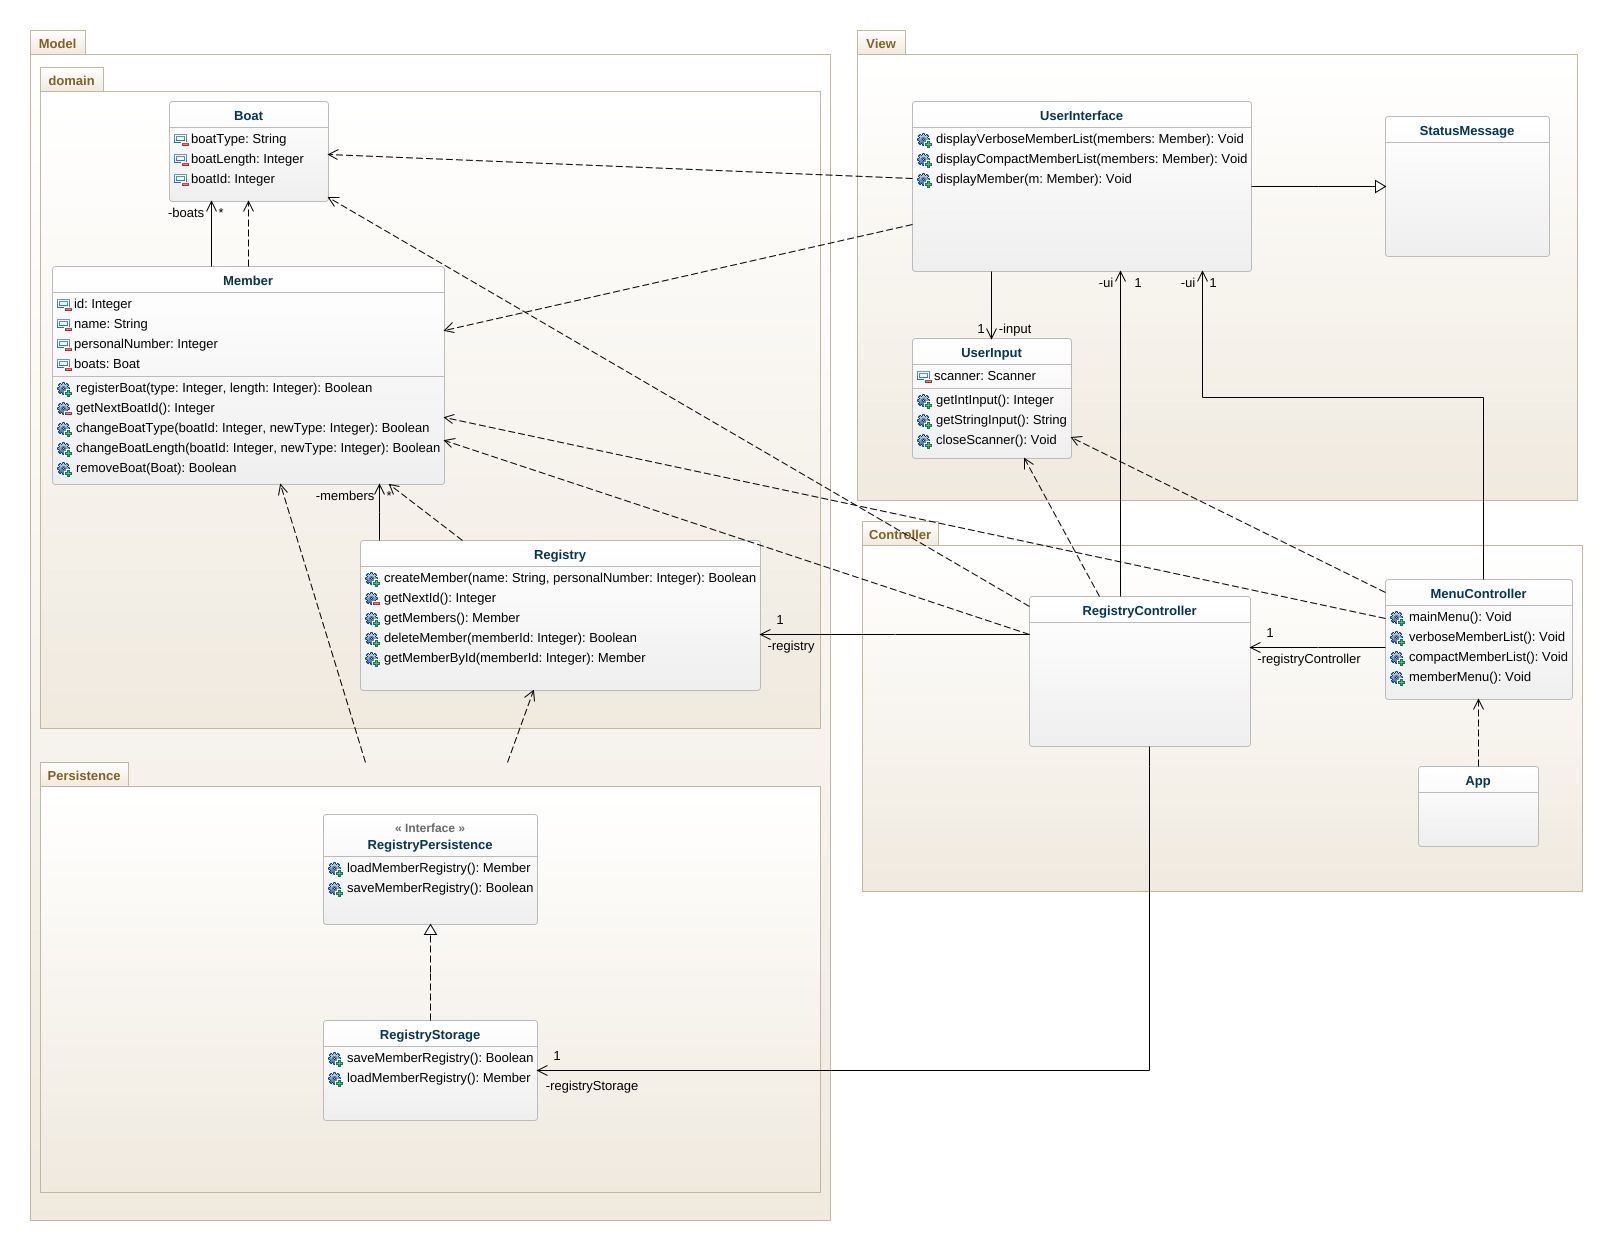 Model
domain
Boat
boatType: String
boatLength: Integer
boatId: Integer
-boats *
Member
id: Integer
name: String
personalNumber: Integer
boats: Boat
registerBoat(type: Integer, length: Integer): Boolean
getNextBoatId(): Integer
changeBoatType(boatId: Integer, newType: Integer): Boolean
changeBoatLength(boatId: Integer, newType: Integer): Boolean
removeBoat(Boat): Boolean
-members *
Registry
createMember(name: String, personalNumber: Integer): Boolean
getNextId(): Integer
getMembers(): Member
deleteMember(memberId: Integer): Boolean
getMemberById(memberId: Integer): Member
1
-registry
Persistence
« Interface »
RegistryPersistence
loadMemberRegistry(): Member
saveMemberRegistry(): Boolean
RegistryStorage
saveMemberRegistry(): Boolean
loadMemberRegistry(): Member
1
-registryStorage
View
UserInterface
displayVerboseMemberList(members: Member): Void
displayCompactMemberList(members: Member): Void
displayMember(m: Member): Void
StatusMessage
-ui 1
-ui 1
1 -input
UserInput
scanner: Scanner
getIntInput(): Integer
getStringInput(): String
closeScanner(): Void
Controller
RegistryController
1
-registryController
MenuController
mainMenu(): Void
verboseMemberList(): Void
compactMemberList(): Void
memberMenu(): Void
App